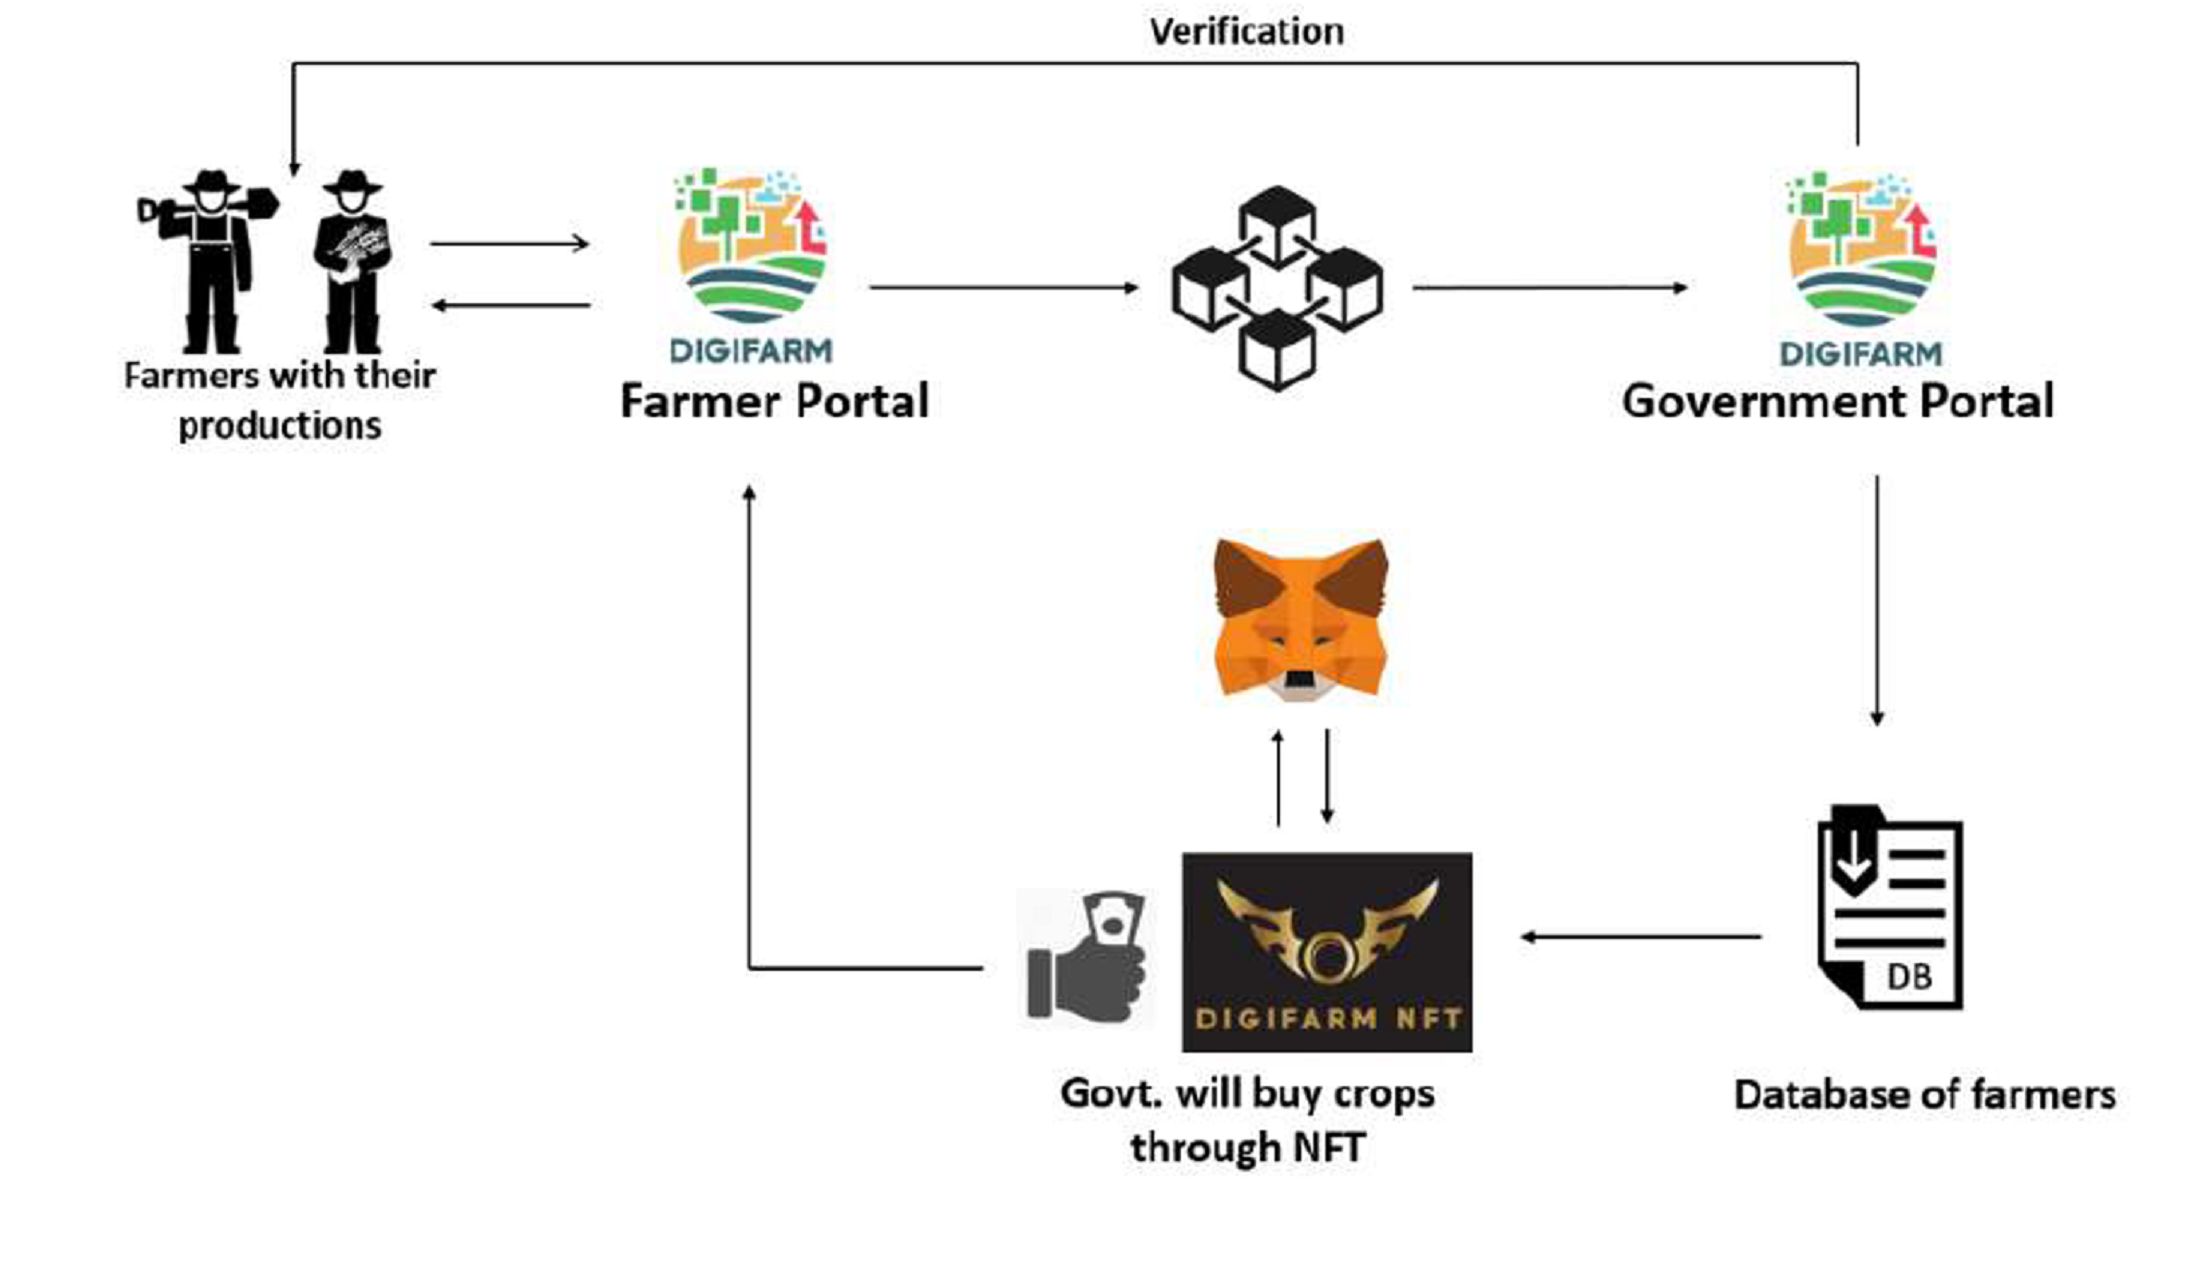 Verification
DIGIFARM
Farmer Portal
DIGIFARM
Government Portal
Farmers with their
productions
DIGIFARM NFT
Govt. will buy crops
through NFT
DB
Database of farmers